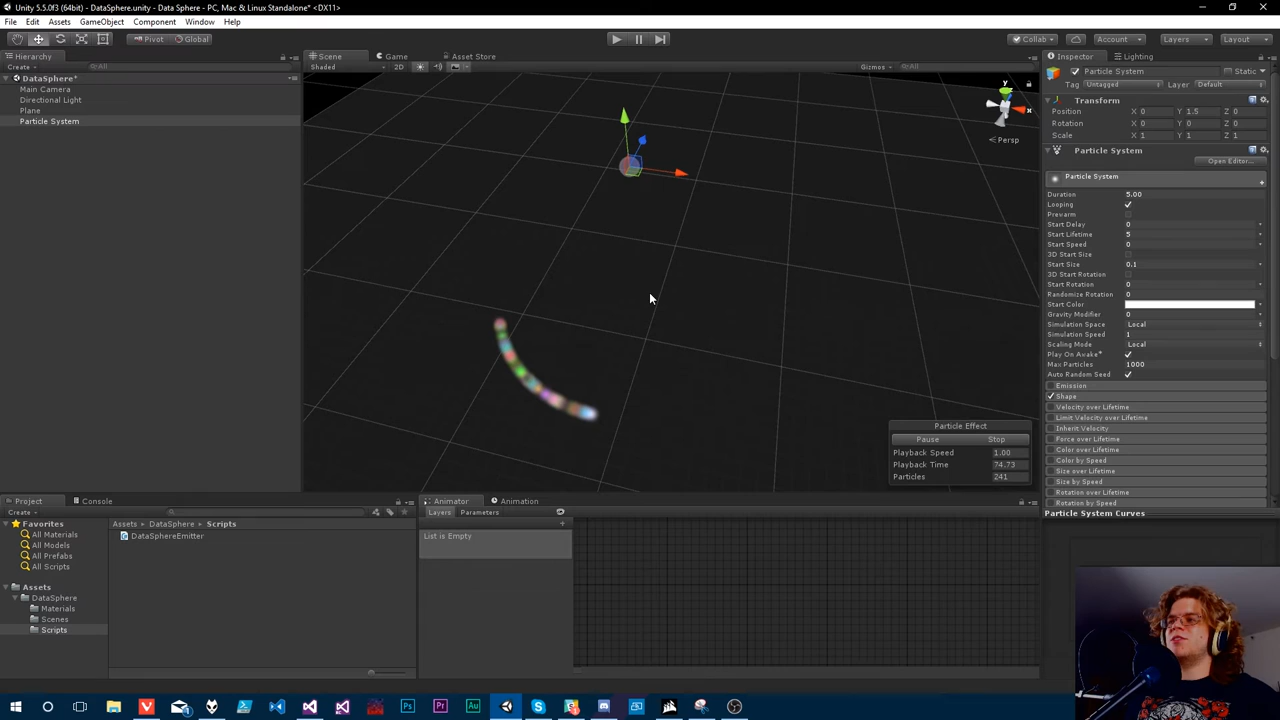 Unity 5.5.0f3 (64bit) - DataSphere.unity - Data Sphere - PC, Mac & Linux Standalone* <DX11>
File Edit Assets GameObject Component Window Help
Pivot Global Collab Account Layers Layout
Hierarchy Scene Game Asset Store Inspector Lighting
Create All Shaded 2D Gizmos All Particle System Static
DataSphere* Tag Untagged Layer Default
Main Camera
Directional Light
Plane
Particle System
y
x
Persp
Transform
Position X 0 Y 1.5 Z 0
Rotation X 0 Y 0 Z 0
Scale X 1 Y 1 Z 1
Particle System
Open Editor...
Particle System
Duration 5.00
Looping
Prewarm
Start Delay 0
Start Lifetime 5
Start Speed 0
3D Start Size
Start Size 0.1
3D Start Rotation
Start Rotation 0
Randomize Rotation 0
Start Color
Gravity Modifier 0
Simulation Space Local
Simulation Speed 1
Scaling Mode Local
Play On Awake*
Max Particles 1000
Auto Random Seed
Emission
Shape
Velocity over Lifetime
Limit Velocity over Lifetime
Inherit Velocity
Force over Lifetime
Color over Lifetime
Color by Speed
Size over Lifetime
Size by Speed
Rotation over Lifetime
Rotation by Speed
Particle System Curves
Particle Effect
Pause Stop
Playback Speed 1.00
Playback Time 74.73
Particles 241
Project Console
Create
Favorites
All Materials
All Models
All Prefabs
All Scripts
Assets
DataSphere
Materials
Scenes
Scripts
Assets DataSphere Scripts
DataSphereEmitter
Animator Animation
Layers Parameters
List is Empty